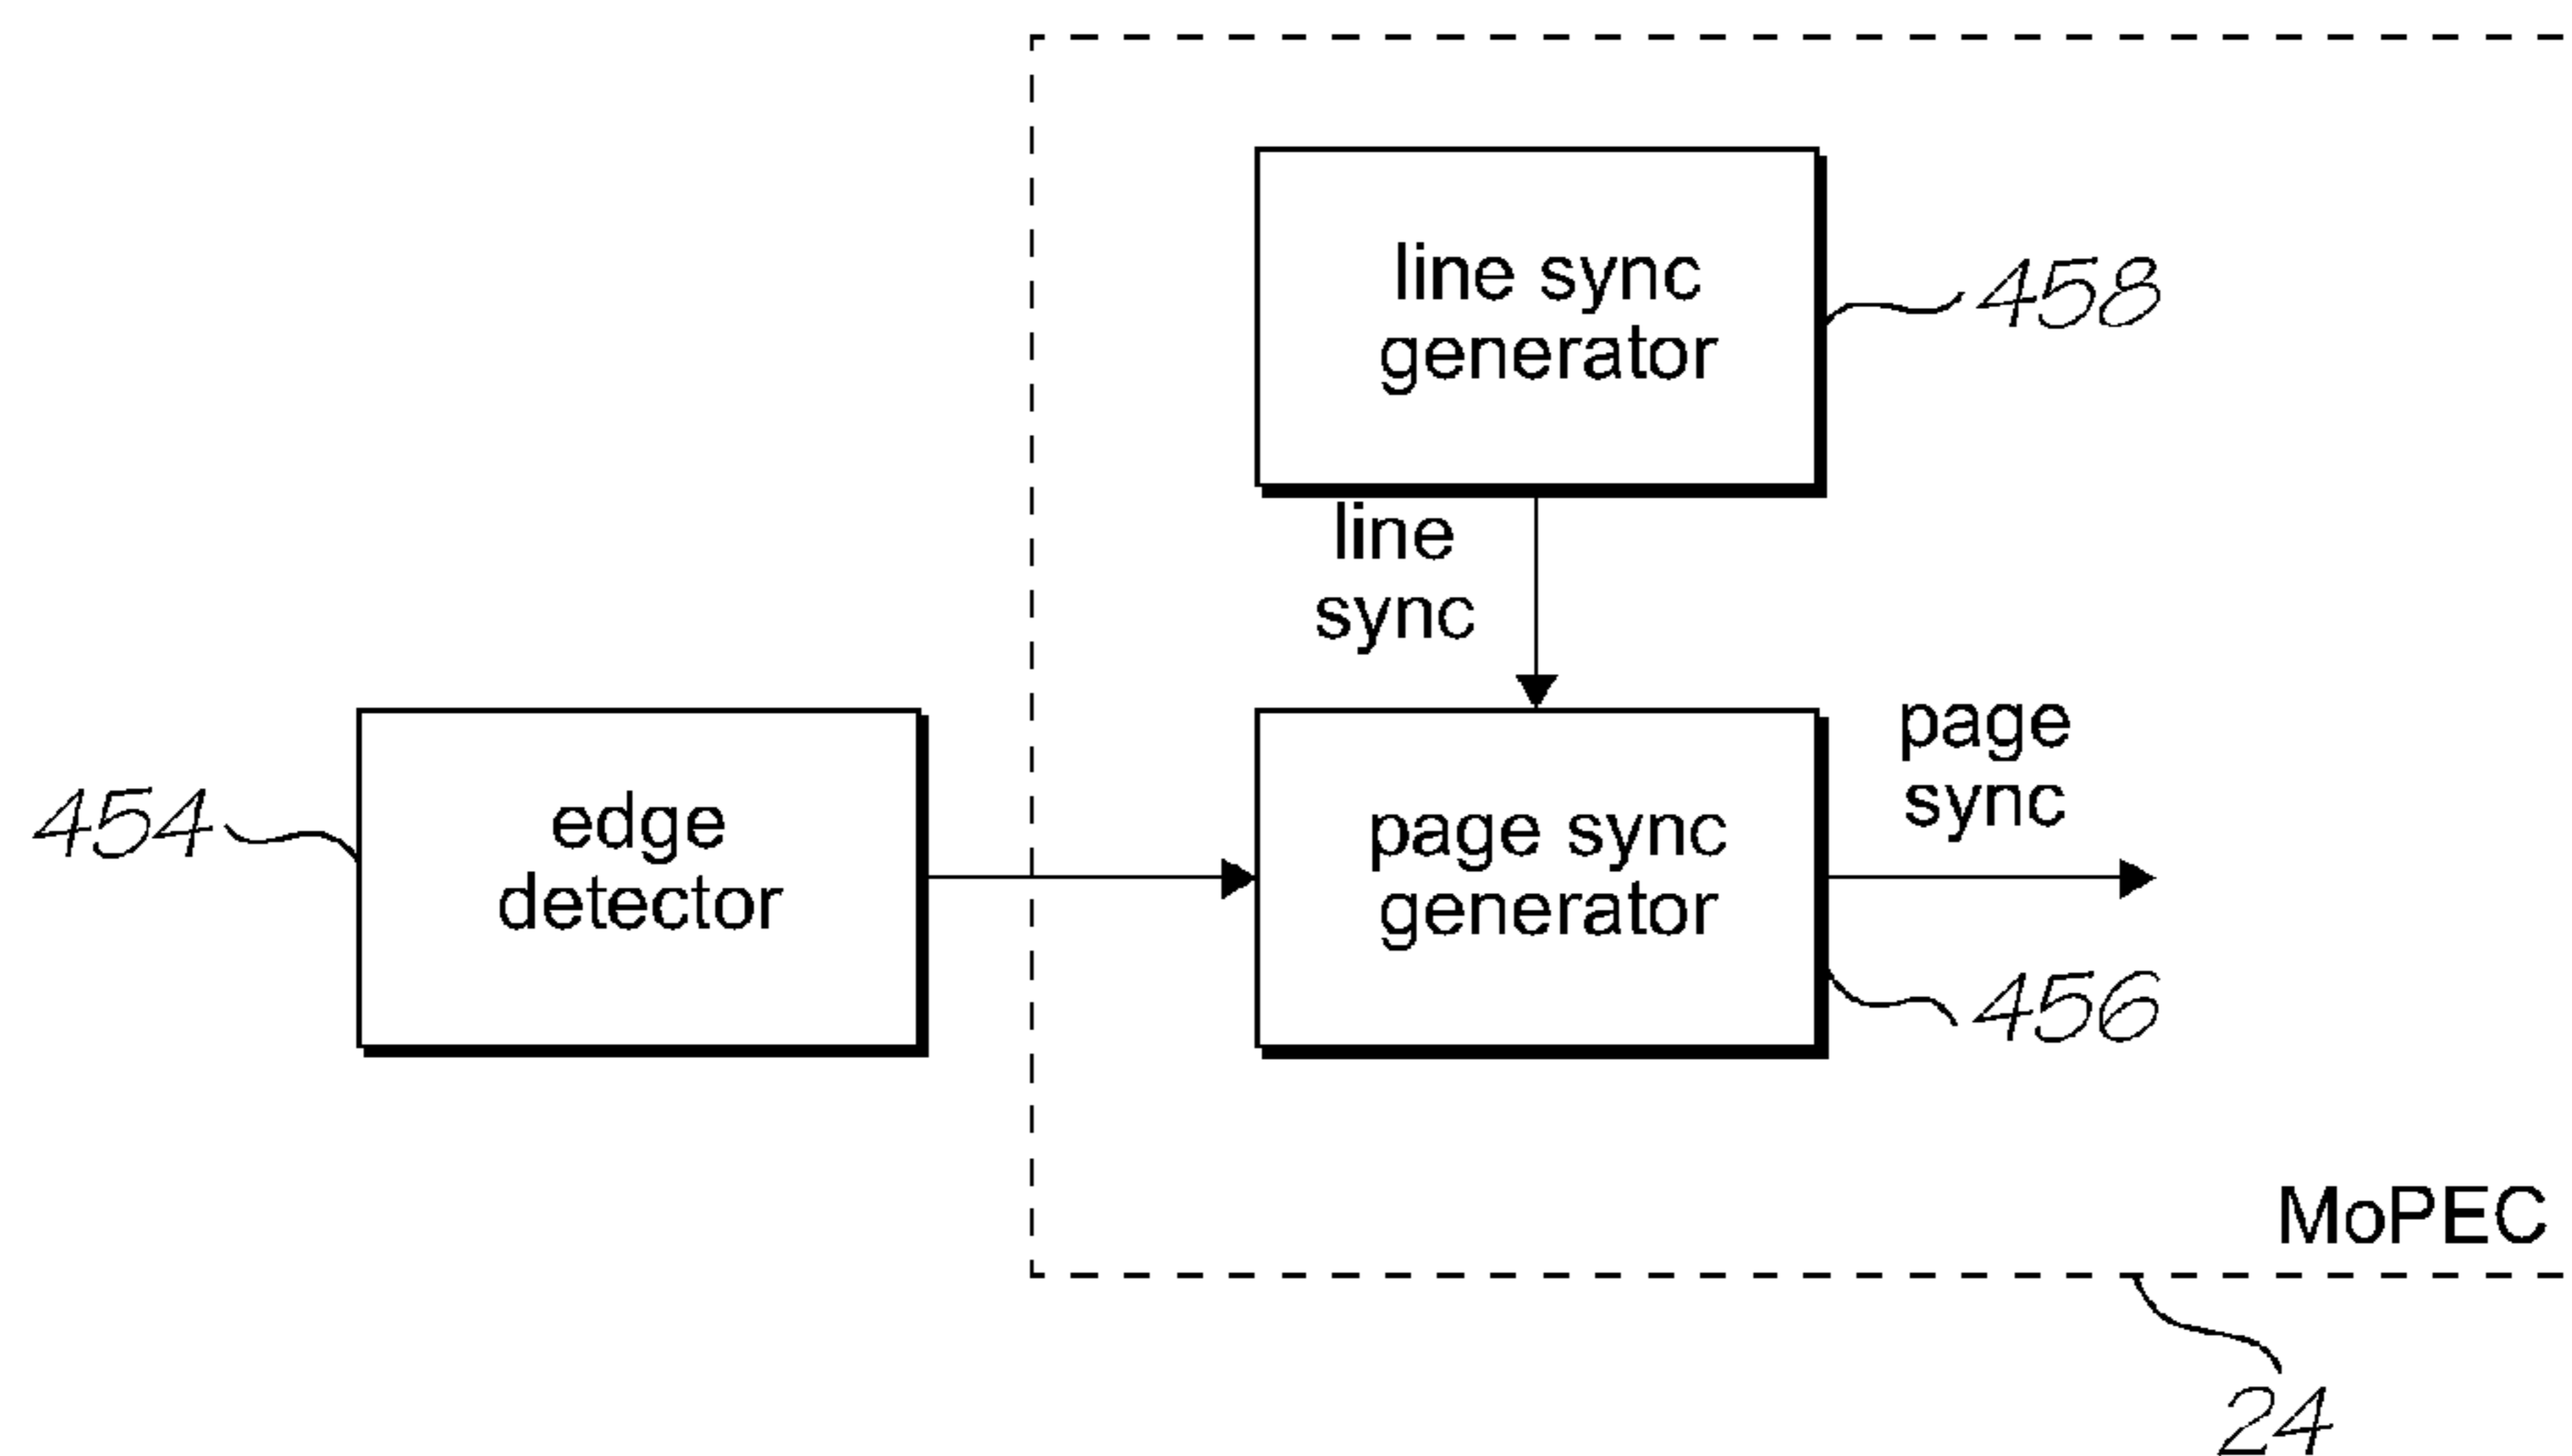 line sync
generator
458
line
sync
page
sync
454
edge
detector
page sync
generator
456
MoPEC
24